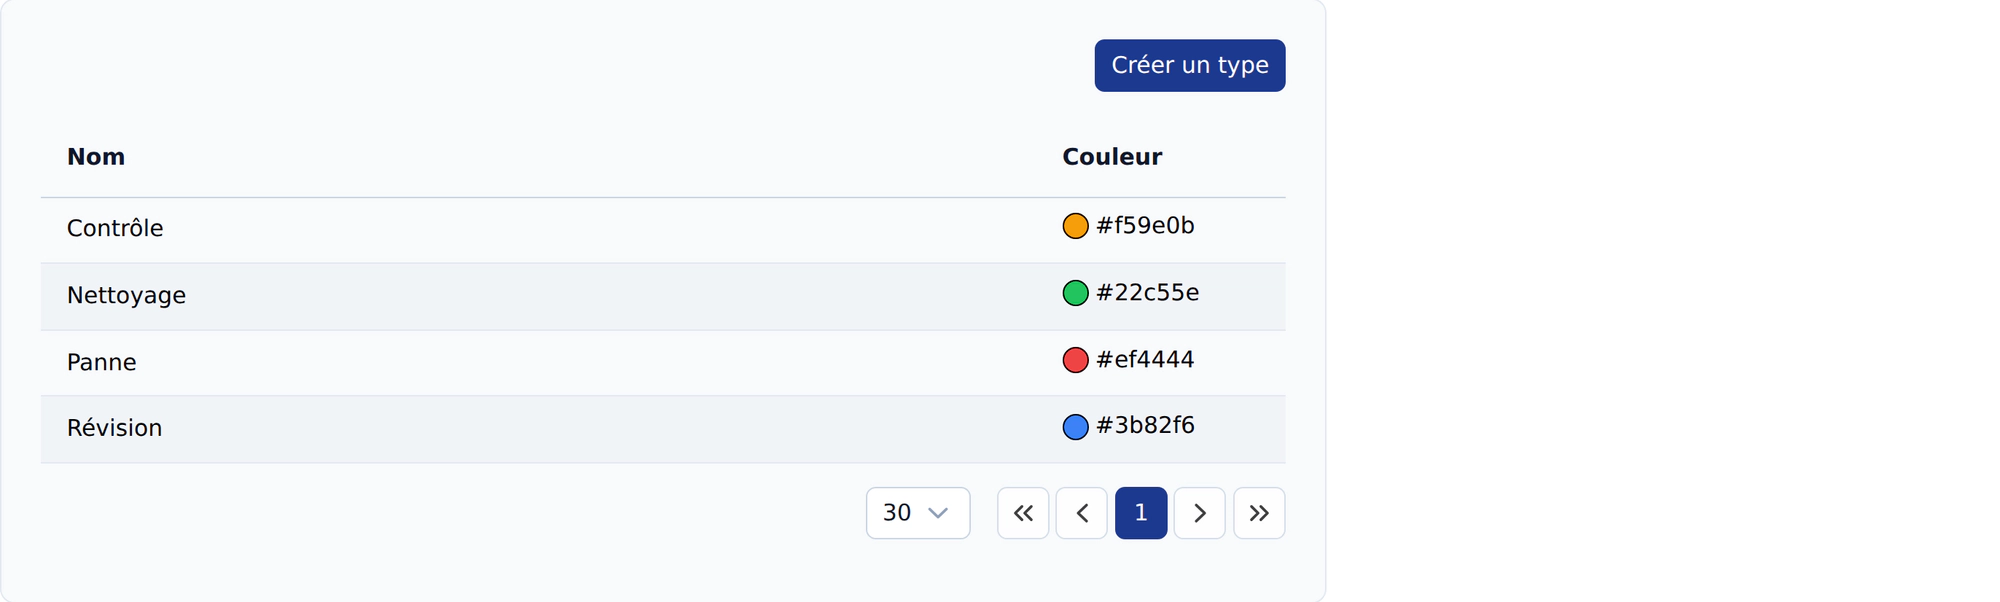 Créer un type
Nom Couleur
Contrôle #f59e0b
Nettoyage #22c55e
Panne #ef4444
Révision #3b82f6
30 1